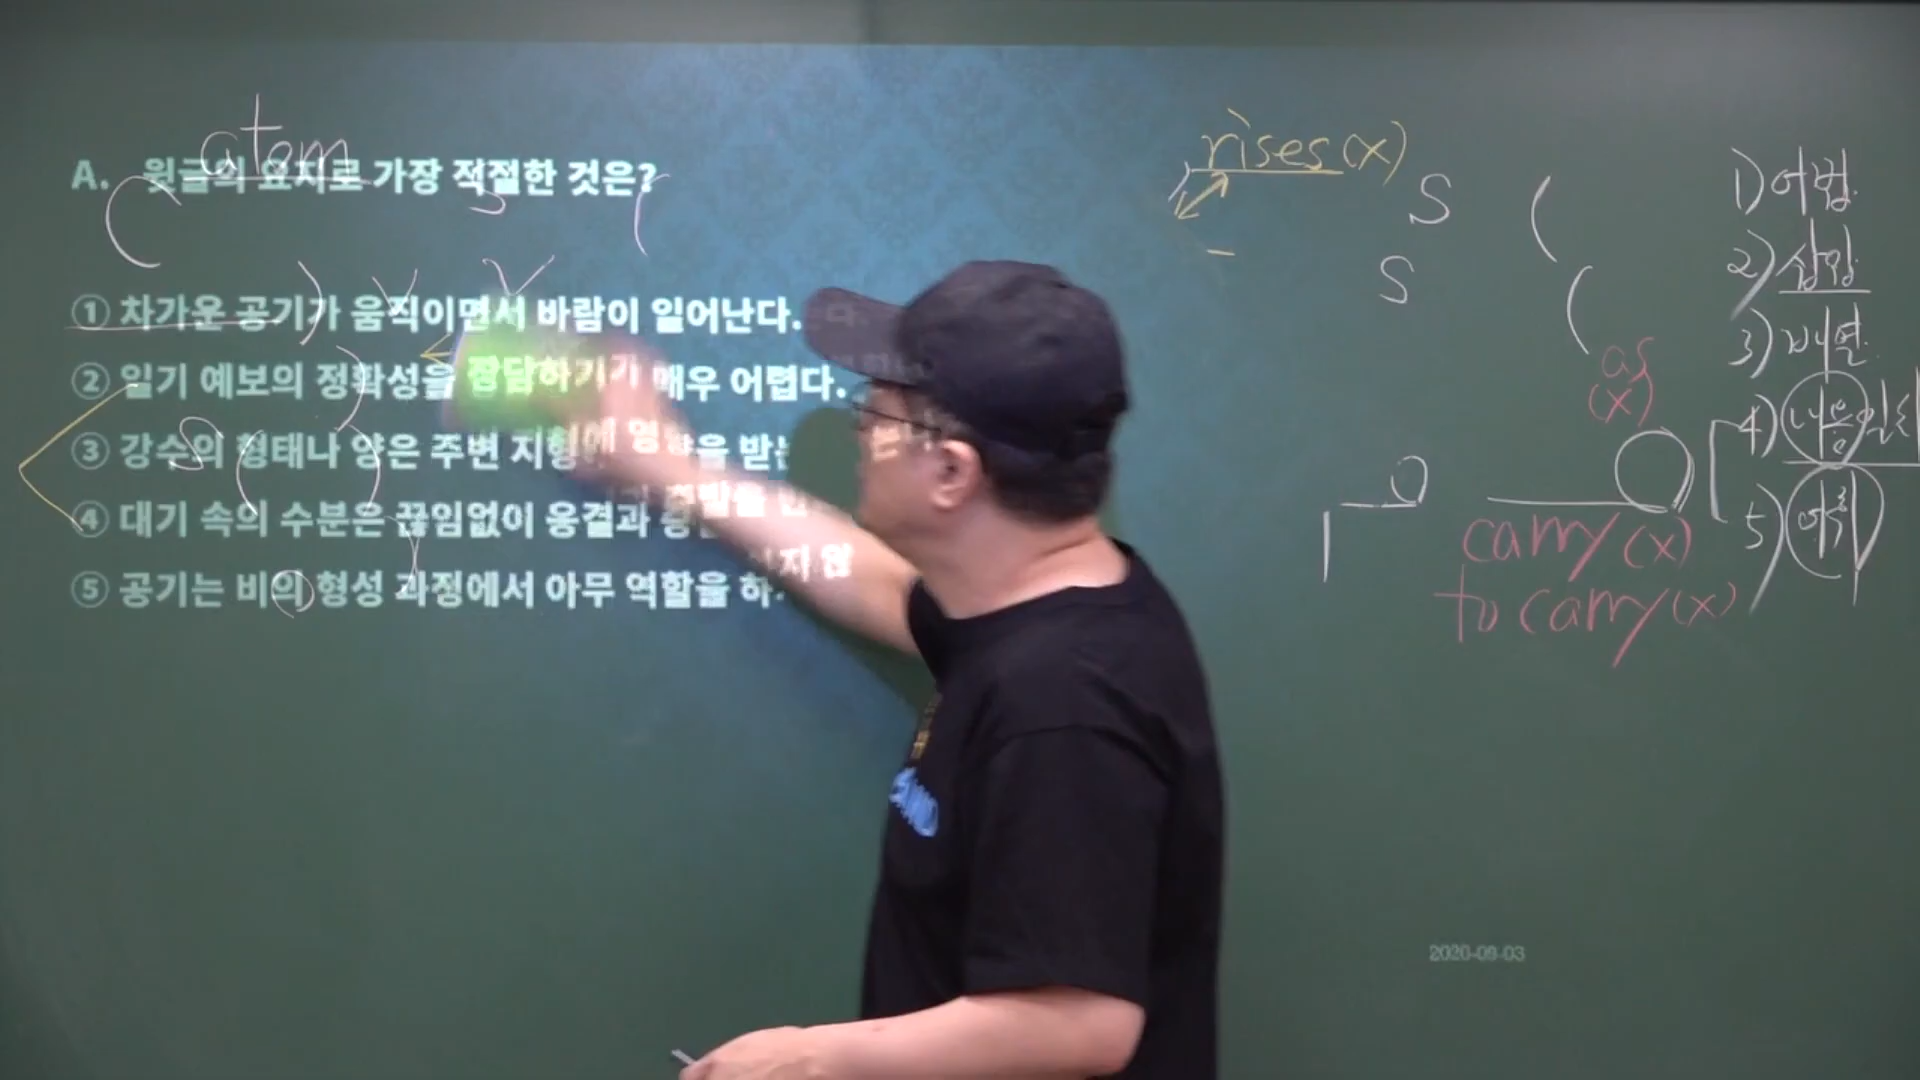 atom
A. 윗글의 요지로 가장 적절한 것은?
S (
① 차가운 공기가 움직이면서 바람이 일어난다.
② 일기 예보의 정확성을 장담하기가 매우 어렵다.
③ 강수의 형태나 양은 주변 지형에 영향을 받는
④ 대기 속의 수분은 끊임없이 응결과 증발을 반
⑤ 공기는 비의 형성 과정에서 아무 역할을 하지 않
rises (x)
S (
S (
as
(x)
carry (x)
to carry (x)
1) 어법
2) 삽입
3) 배열
4) 내용일치
5) 어휘
2020-09-03